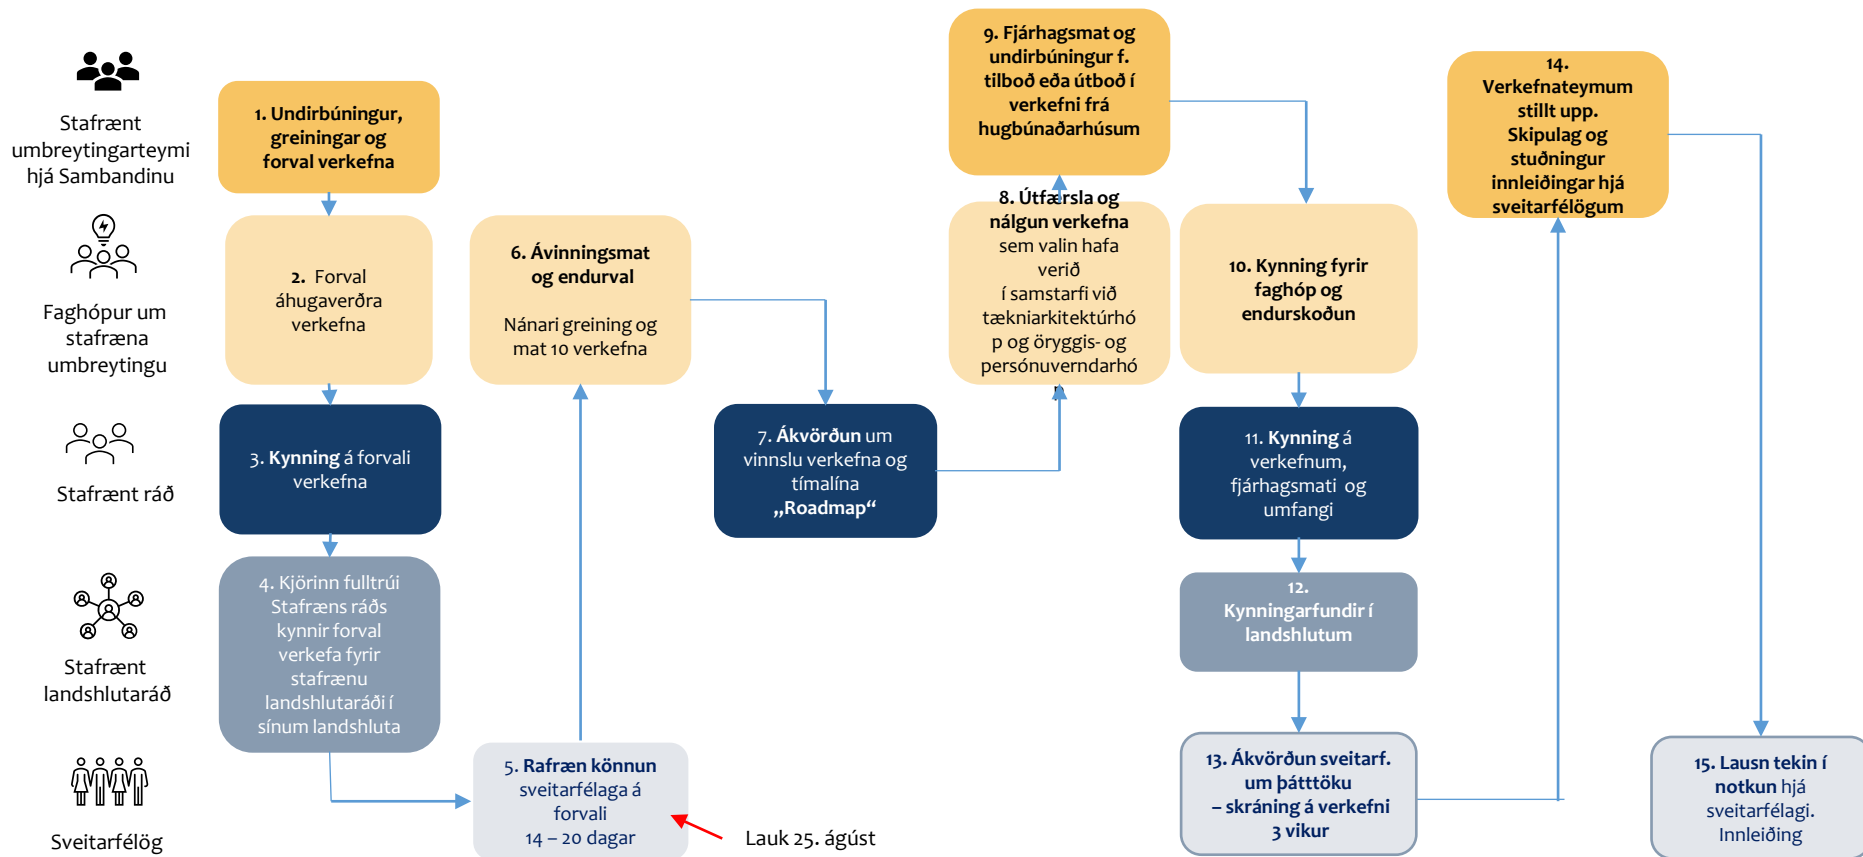 Stafrænt
umbreytingarteymi
hjá Sambandinu
Faghópur um
stafræna
umbreytingu
Stafrænt ráð
Stafrænt
landshlutaráð
Sveitarfélög
1. Undirbúningur,
greiningar og
forval verkefna
2. Forval
áhugaverðra
verkefna
3. Kynning á forvali
verkefna
4. Kjörinn fulltrúi
Stafræns ráðs
kynnir forval
verkefa fyrir
stafrænu
landshlutaráði í
sínum landshluta
5. Rafræn könnun
sveitarfélaga á
forvali
14 – 20 dagar
Lauk 25. ágúst
6. Ávinningsmat
og endurval
Nánari greining og
mat 10 verkefna
7. Ákvörðun um
vinnslu verkefna og
tímalína
„Roadmap“
8. Útfærsla og
nálgun verkefna
sem valin hafa
verið
í samstarfi við
tækniarkitektúrhó
p og öryggis- og
persónuverndarhó
p
9. Fjárhagsmat og
undirbúningur f.
tilboð eða útboð í
verkefni frá
hugbúnaðarhúsum
10. Kynning fyrir
faghóp og
endurskoðun
11. Kynning á
verkefnum,
fjárhagsmati og
umfangi
12.
Kynningarfundir í
landshlutum
13. Ákvörðun sveitarf.
um þátttöku
– skráning á verkefni
3 vikur
14.
Verkefnateymum
stillt upp.
Skipulag og
stuðningur
innleiðingar hjá
sveitarfélögum
15. Lausn tekin í
notkun hjá
sveitarfélagi.
Innleiðing